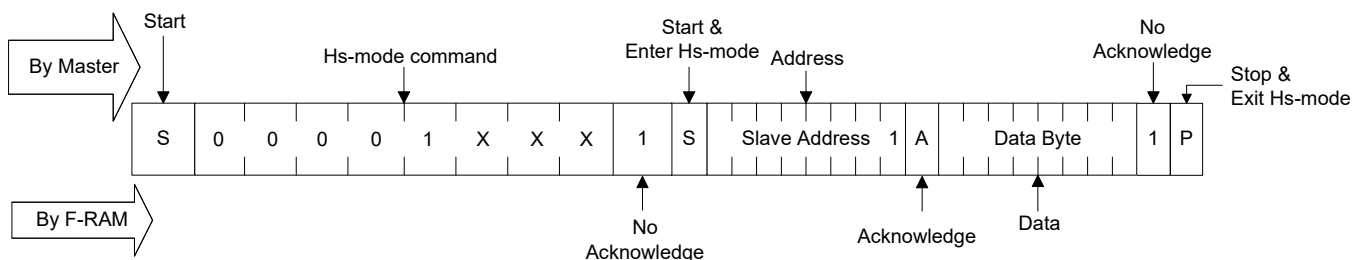 Start
Start &
Enter Hs-mode
No
Acknowledge
By Master
Hs-mode command
Address
Stop &
Exit Hs-mode
S 0 0 0 0 1 X X X 1 S Slave Address 1 A Data Byte 1 P
By F-RAM
No
Acknowledge
Acknowledge
Data